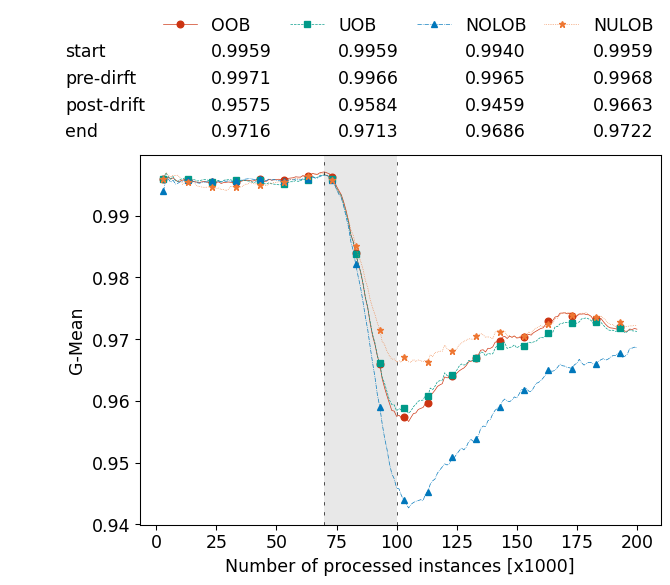 OOB UOB NOLOB NULOB
start 0.9959 0.9959 0.9940 0.9959
pre-dirft 0.9971 0.9966 0.9965 0.9968
post-drift 0.9575 0.9584 0.9459 0.9663
end 0.9716 0.9713 0.9686 0.9722
0.99
0.98
0.97
0.96
0.95
0.94
G-Mean
0 25 50 75 100 125 150 175 200
Number of processed instances [x1000]